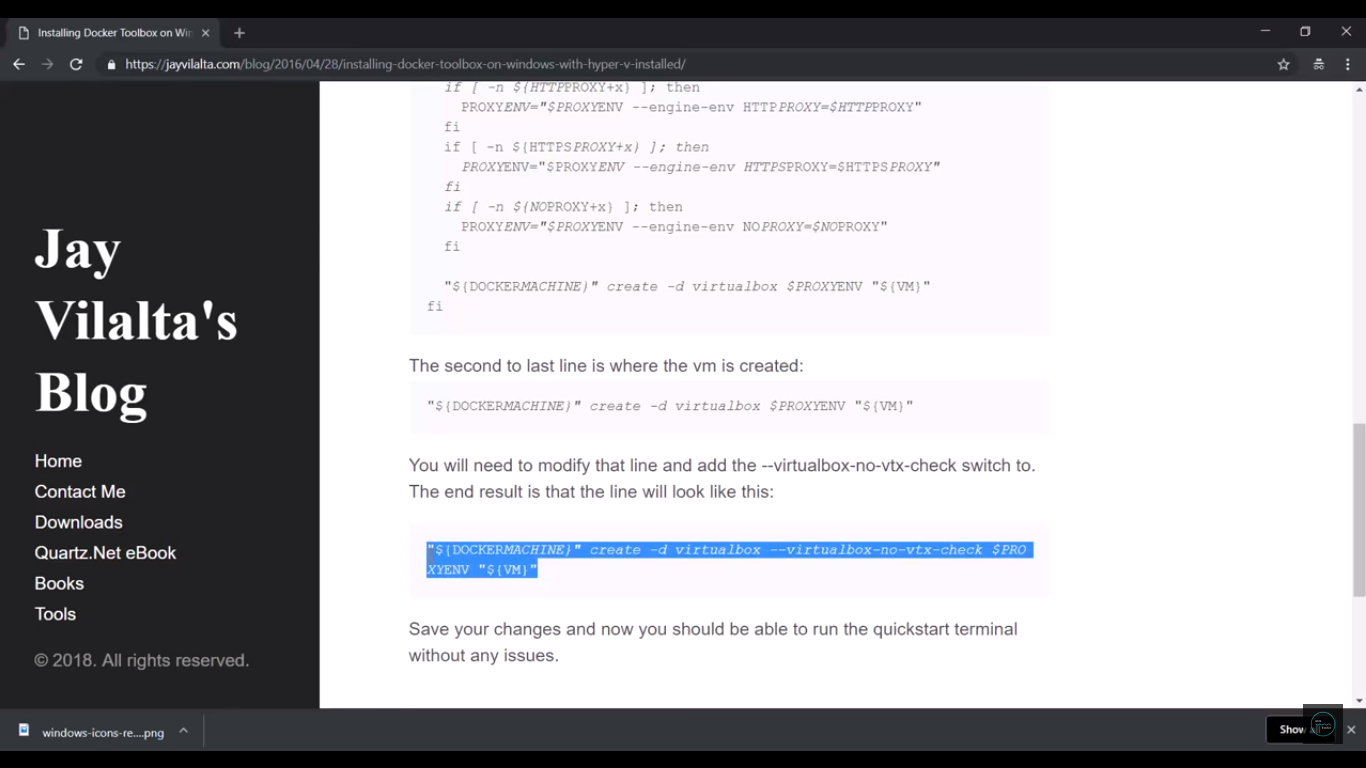 Installing Docker Toolbox on Win
https://jayvilalta.com/blog/2016/04/28/installing-docker-toolbox-on-windows-with-hyper-v-installed/
Jay
Vilalta's
Blog
Home
Contact Me
Downloads
Quartz.Net eBook
Books
Tools
© 2018. All rights reserved.
if [ -n ${HTTPPROXY+x} ]; then
PROXYENV="$PROXYENV --engine-env HTTPPROXY=$HTTPPROXY"
fi
if [ -n ${HTTPSPROXY+x} ]; then
PROXYENV="$PROXYENV --engine-env HTTPSPROXY=$HTTPSPROXY"
fi
if [ -n ${NOPROXY+x} ]; then
PROXYENV="$PROXYENV --engine-env NOPROXY=$NOPROXY"
fi
"${DOCKERMACHINE}" create -d virtualbox $PROXYENV "${VM}"
fi
The second to last line is where the vm is created:
"${DOCKERMACHINE}" create -d virtualbox $PROXYENV "${VM}"
You will need to modify that line and add the --virtualbox-no-vtx-check switch to.
The end result is that the line will look like this:
"${DOCKERMACHINE}" create -d virtualbox --virtualbox-no-vtx-check $PRO
XYENV "${VM}"
Save your changes and now you should be able to run the quickstart terminal
without any issues.
windows-icons-re....png
Show